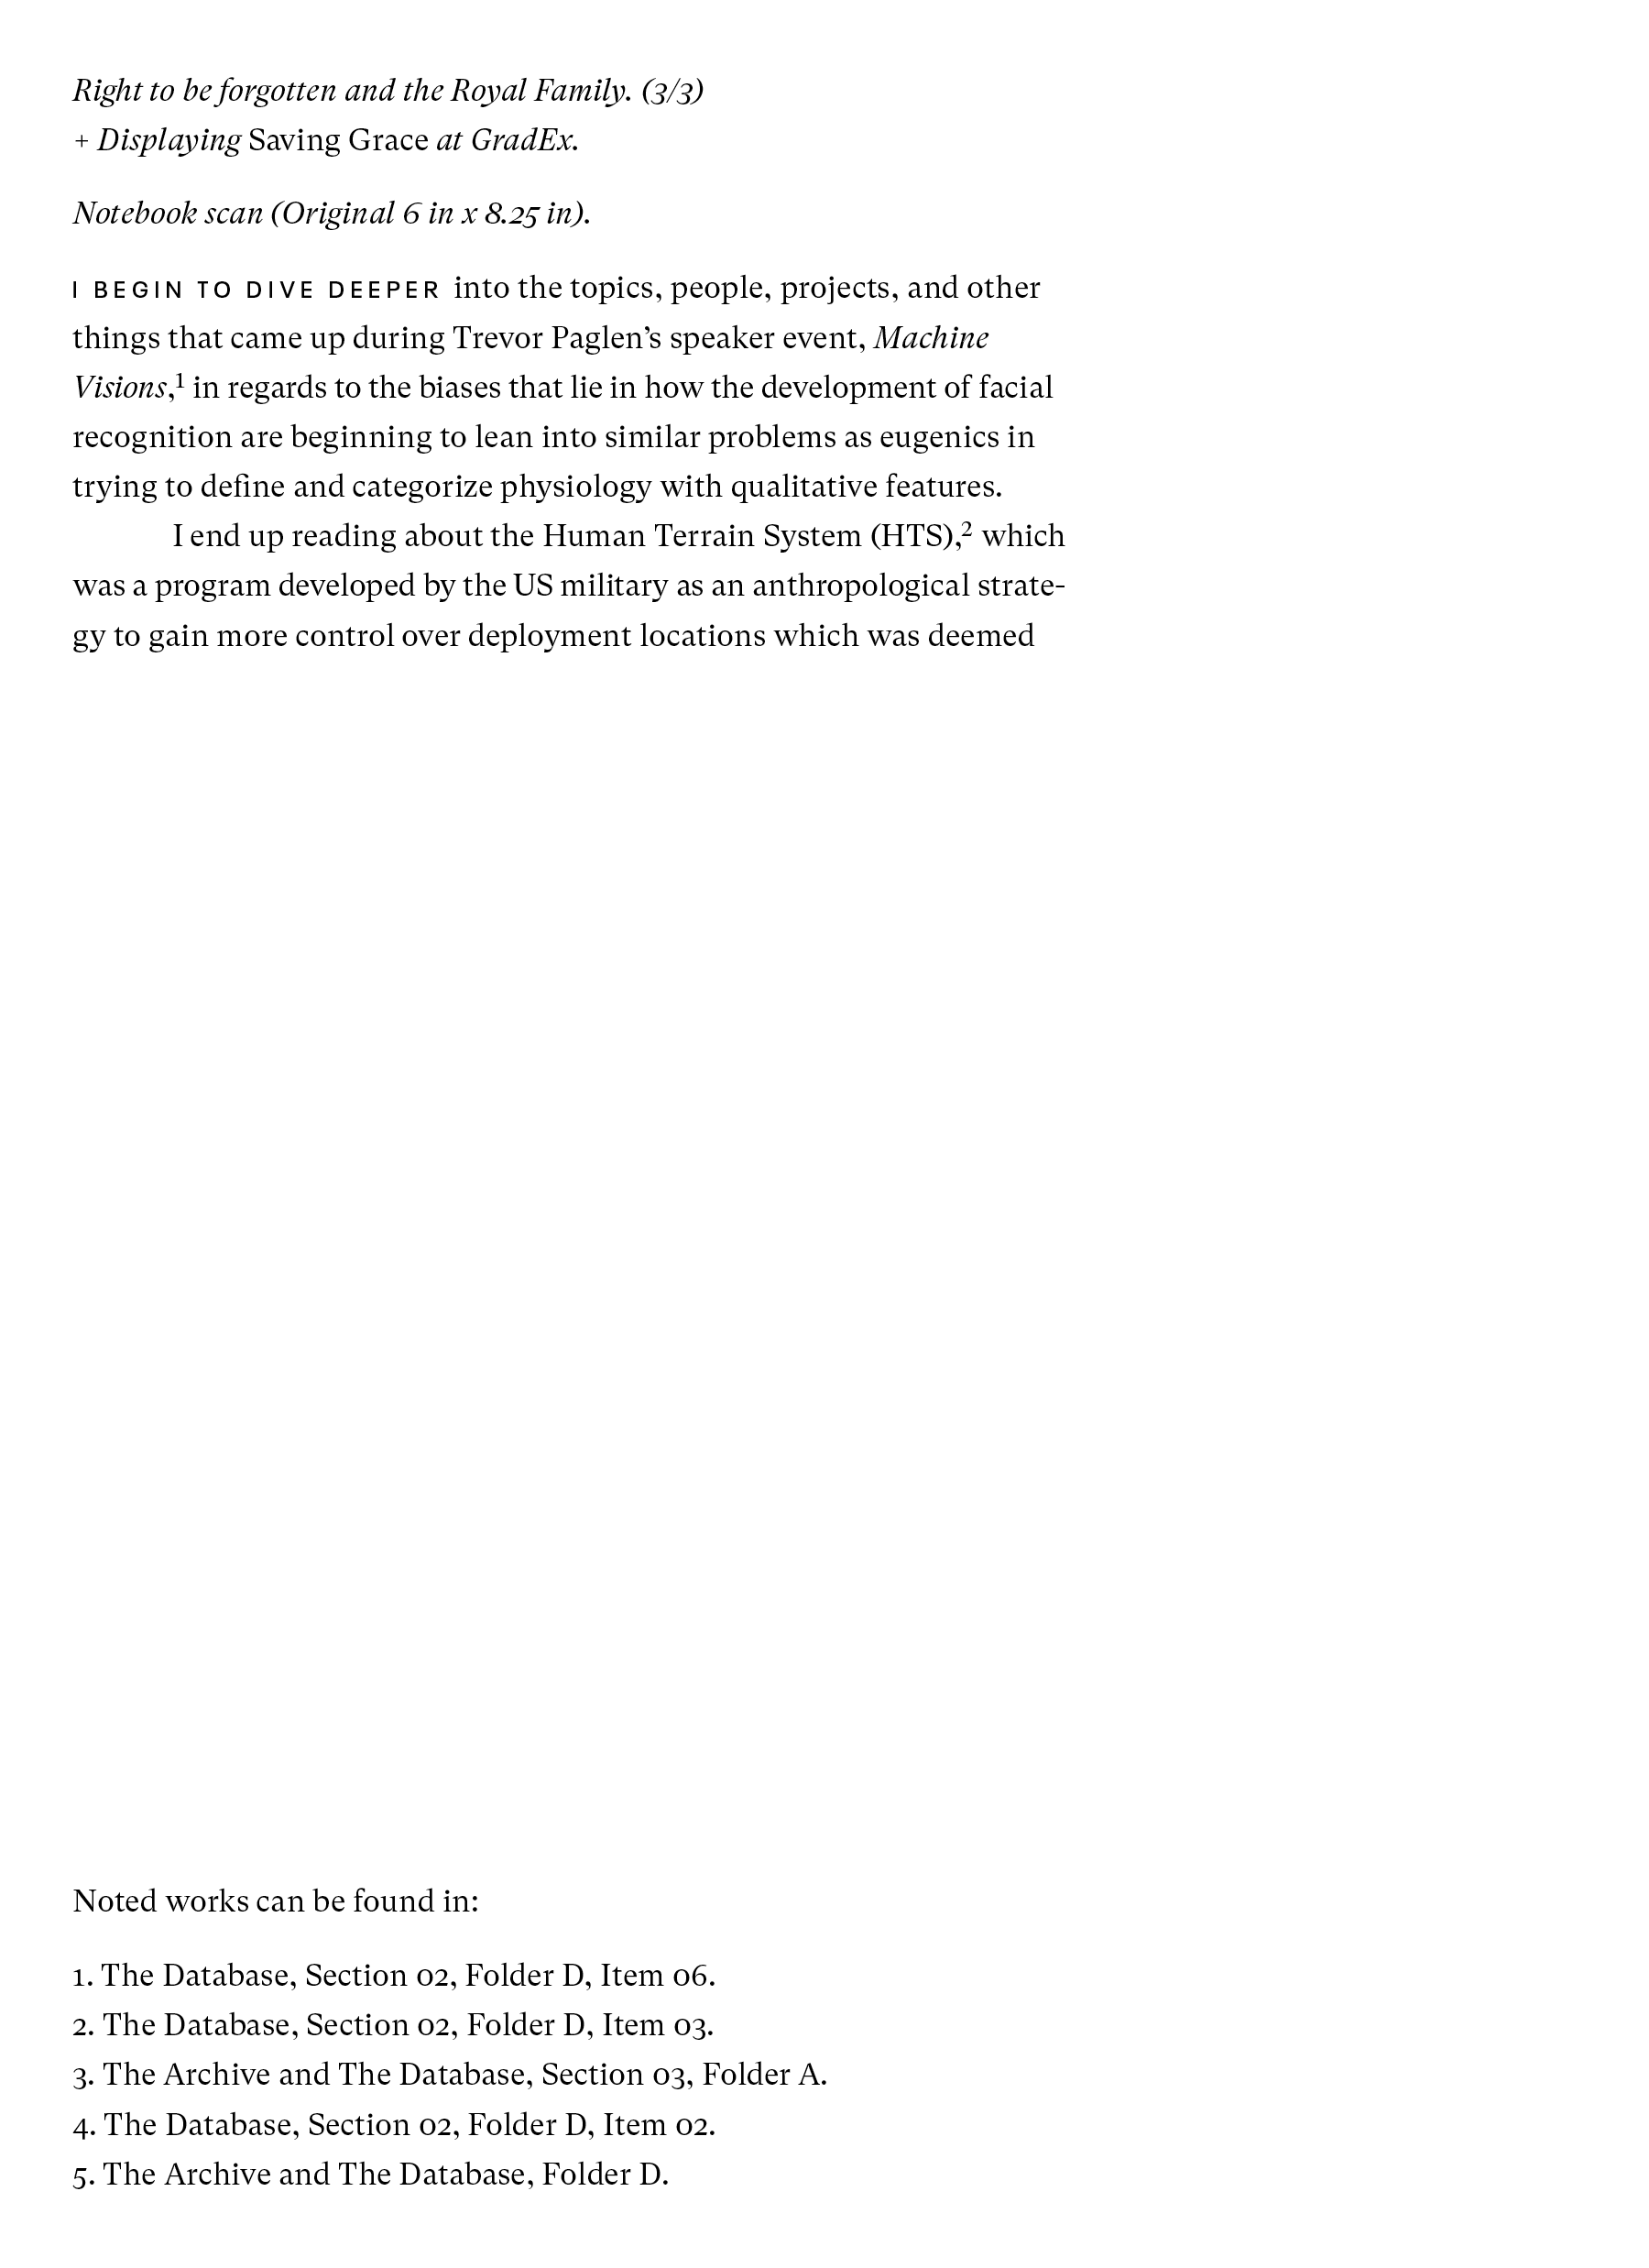 Right to be forgotten and the Royal Family. (3/3)
+ Displaying Saving Grace at GradEx.
Notebook scan (Original 6 in x 8.25 in).
I BEGIN TO DIVE DEEPER into the topics, people, projects, and other
things that came up during Trevor Paglen’s speaker event, Machine
Visions,¹ in regards to the biases that lie in how the development of facial
recognition are beginning to lean into similar problems as eugenics in
trying to define and categorize physiology with qualitative features.
I end up reading about the Human Terrain System (HTS),² which
was a program developed by the US military as an anthropological strate-
gy to gain more control over deployment locations which was deemed
Noted works can be found in:
1. The Database, Section 02, Folder D, Item 06.
2. The Database, Section 02, Folder D, Item 03.
3. The Archive and The Database, Section 03, Folder A.
4. The Database, Section 02, Folder D, Item 02.
5. The Archive and The Database, Folder D.